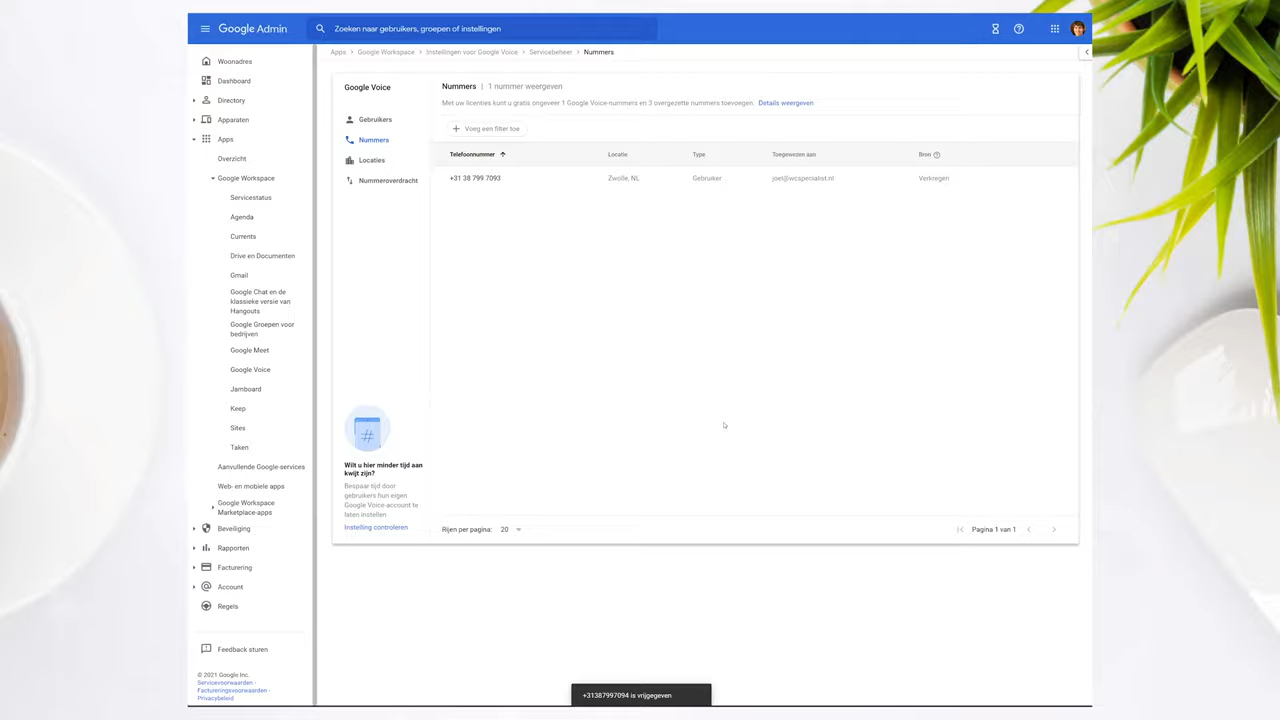 Google Admin
Zoeken naar gebruikers, groepen of instellingen
Apps > Google Workspace > Instellingen voor Google Voice > Servicebeheer > Nummers
Woonadres
Dashboard
Directory
Apparaten
Apps
Overzicht
Google Workspace
Servicestatus
Agenda
Currents
Drive en Documenten
Gmail
Google Chat en de
klassieke versie van
Hangouts
Google Groepen voor
bedrijven
Google Meet
Google Voice
Jamboard
Keep
Sites
Taken
Aanvullende Google-services
Web- en mobiele apps
Google Workspace
Marketplace-apps
Beveiliging
Rapporten
Facturering
Account
Regels
Feedback sturen
© 2021 Google Inc.
Servicevoorwaarden -
Factureringsvoorwaarden -
Privacybeleid
Google Voice
Gebruikers
Nummers
Locaties
Nummeroverdracht
Wilt u hier minder tijd aan
kwijt zijn?
Bespaar tijd door
gebruikers hun eigen
Google Voice-account te
laten instellen
Instelling controleren
Nummers | 1 nummer weergeven
Met uw licenties kunt u gratis ongeveer 1 Google Voice-nummers en 3 overgezette nummers toevoegen. Details weergeven
+ Voeg een filter toe
Telefoonnummer Locatie Type Toegewezen aan Bron
+31 38 799 7093 Zwolle, NL Gebruiker joel@wcspecialist.nl Verkregen
Rijen per pagina: 20 Pagina 1 van 1
+31387997094 is vrijgegeven